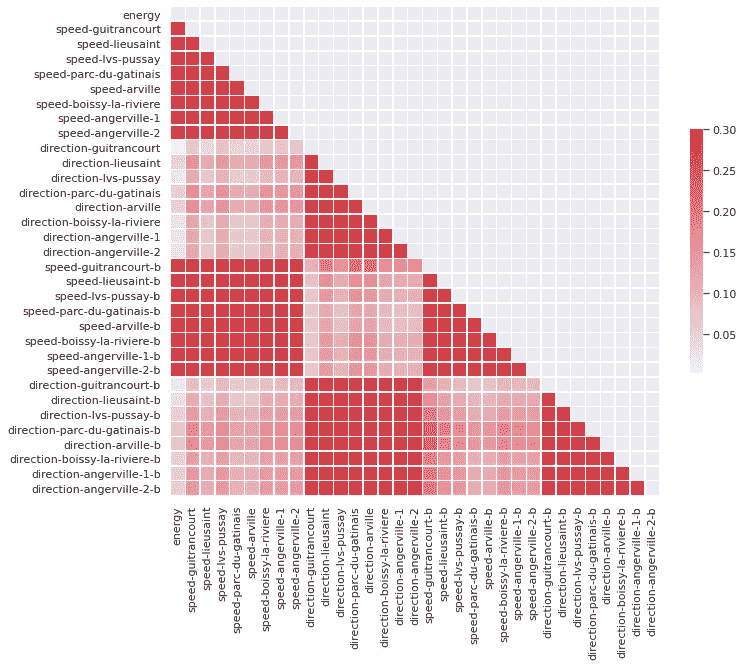 energy
speed-guitrancourt
speed-lieusaint
speed-lvs-pussay
speed-parc-du-gatinais
speed-arville
speed-boissy-la-riviere
speed-angerville-1
speed-angerville-2
direction-guitrancourt
direction-lieusaint
direction-lvs-pussay
direction-parc-du-gatinais
direction-arville
direction-boissy-la-riviere
direction-angerville-1
direction-angerville-2
speed-guitrancourt-b
speed-lieusaint-b
speed-lvs-pussay-b
speed-parc-du-gatinais-b
speed-arville-b
speed-boissy-la-riviere-b
speed-angerville-1-b
speed-angerville-2-b
direction-guitrancourt-b
direction-lieusaint-b
direction-lvs-pussay-b
direction-parc-du-gatinais-b
direction-arville-b
direction-boissy-la-riviere-b
direction-angerville-1-b
direction-angerville-2-b
energy
speed-guitrancourt
speed-lieusaint
speed-lvs-pussay
speed-parc-du-gatinais
speed-arville
speed-boissy-la-riviere
speed-angerville-1
speed-angerville-2
direction-guitrancourt
direction-lieusaint
direction-lvs-pussay
direction-parc-du-gatinais
direction-arville
direction-boissy-la-riviere
direction-angerville-1
direction-angerville-2
speed-guitrancourt-b
speed-lieusaint-b
speed-lvs-pussay-b
speed-parc-du-gatinais-b
speed-arville-b
speed-boissy-la-riviere-b
speed-angerville-1-b
speed-angerville-2-b
direction-guitrancourt-b
direction-lieusaint-b
direction-lvs-pussay-b
direction-parc-du-gatinais-b
direction-arville-b
direction-boissy-la-riviere-b
direction-angerville-1-b
direction-angerville-2-b
0.30
0.25
0.20
0.15
0.10
0.05